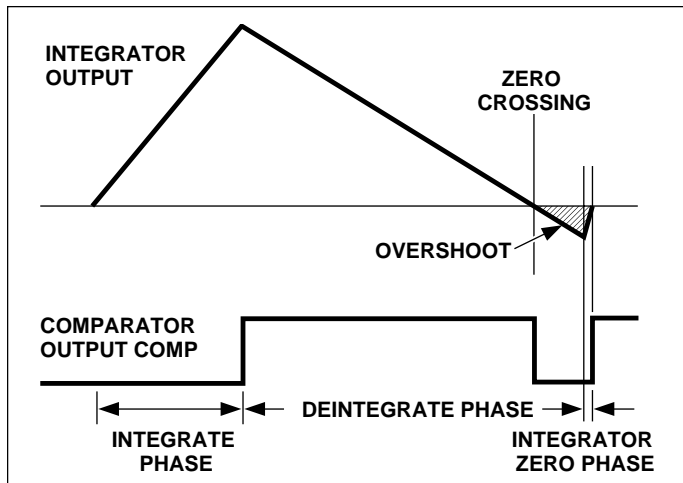 INTEGRATOR
OUTPUT
ZERO
CROSSING
OVERSHOOT
COMPARATOR
OUTPUT COMP
DEINTEGRATE PHASE
INTEGRATE
PHASE
INTEGRATOR
ZERO PHASE